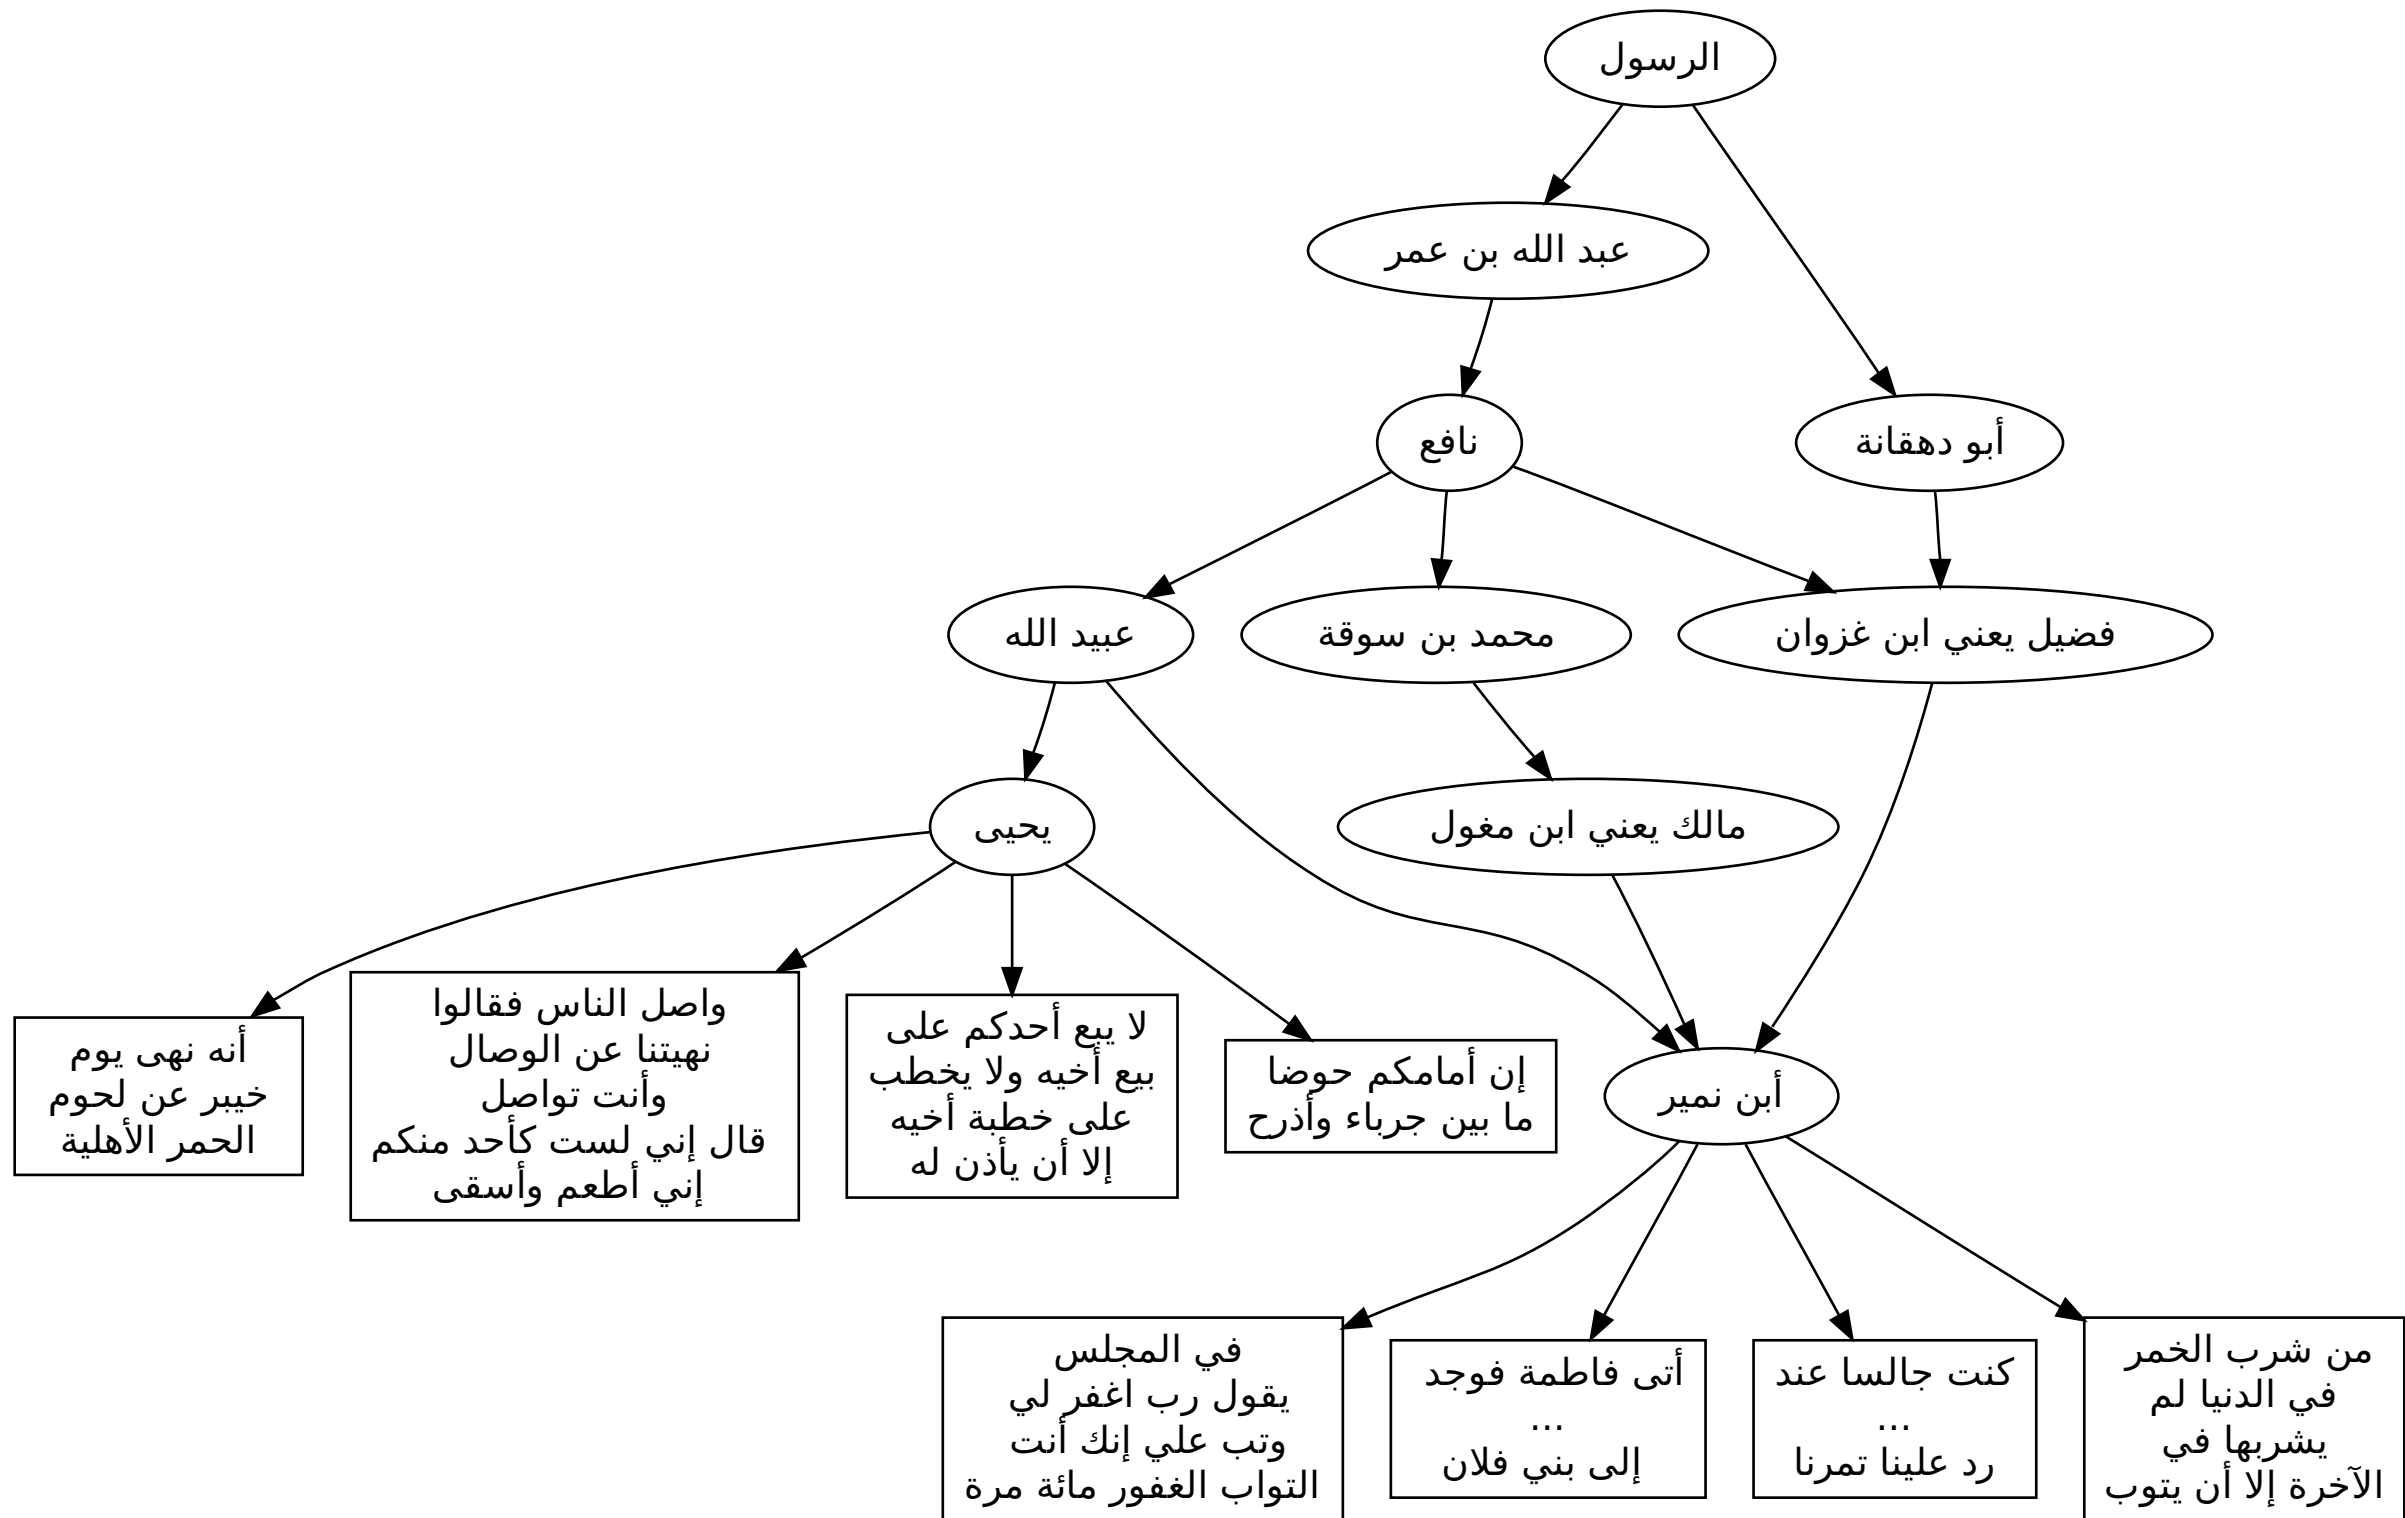 الرسول
عبد الله بن عمر
نافع
أبو دهقانة
عبيد الله
محمد بن سوقة
فضيل يعني ابن غزوان
يحيى
مالك يعني ابن مغول
أنه نهى يوم
خيبر عن لحوم
الحمر الأهلية
واصل الناس فقالوا
نهيتنا عن الوصال
وأنت تواصل
قال إني لست كأحد منكم
إني أطعم وأسقى
لا يبع أحدكم على
بيع أخيه ولا يخطب
على خطبة أخيه
إلا أن يأذن له
إن أمامكم حوضا
ما بين جرباء وأذرح
أبن نمير
في المجلس
يقول رب اغفر لي
وتب علي إنك أنت
التواب الغفور مائة مرة
أتى فاطمة فوجد
...
إلى بني فلان
كنت جالسا عند
...
رد علينا تمرنا
من شرب الخمر
في الدنيا لم
يشربها في
الآخرة إلا أن يتوب